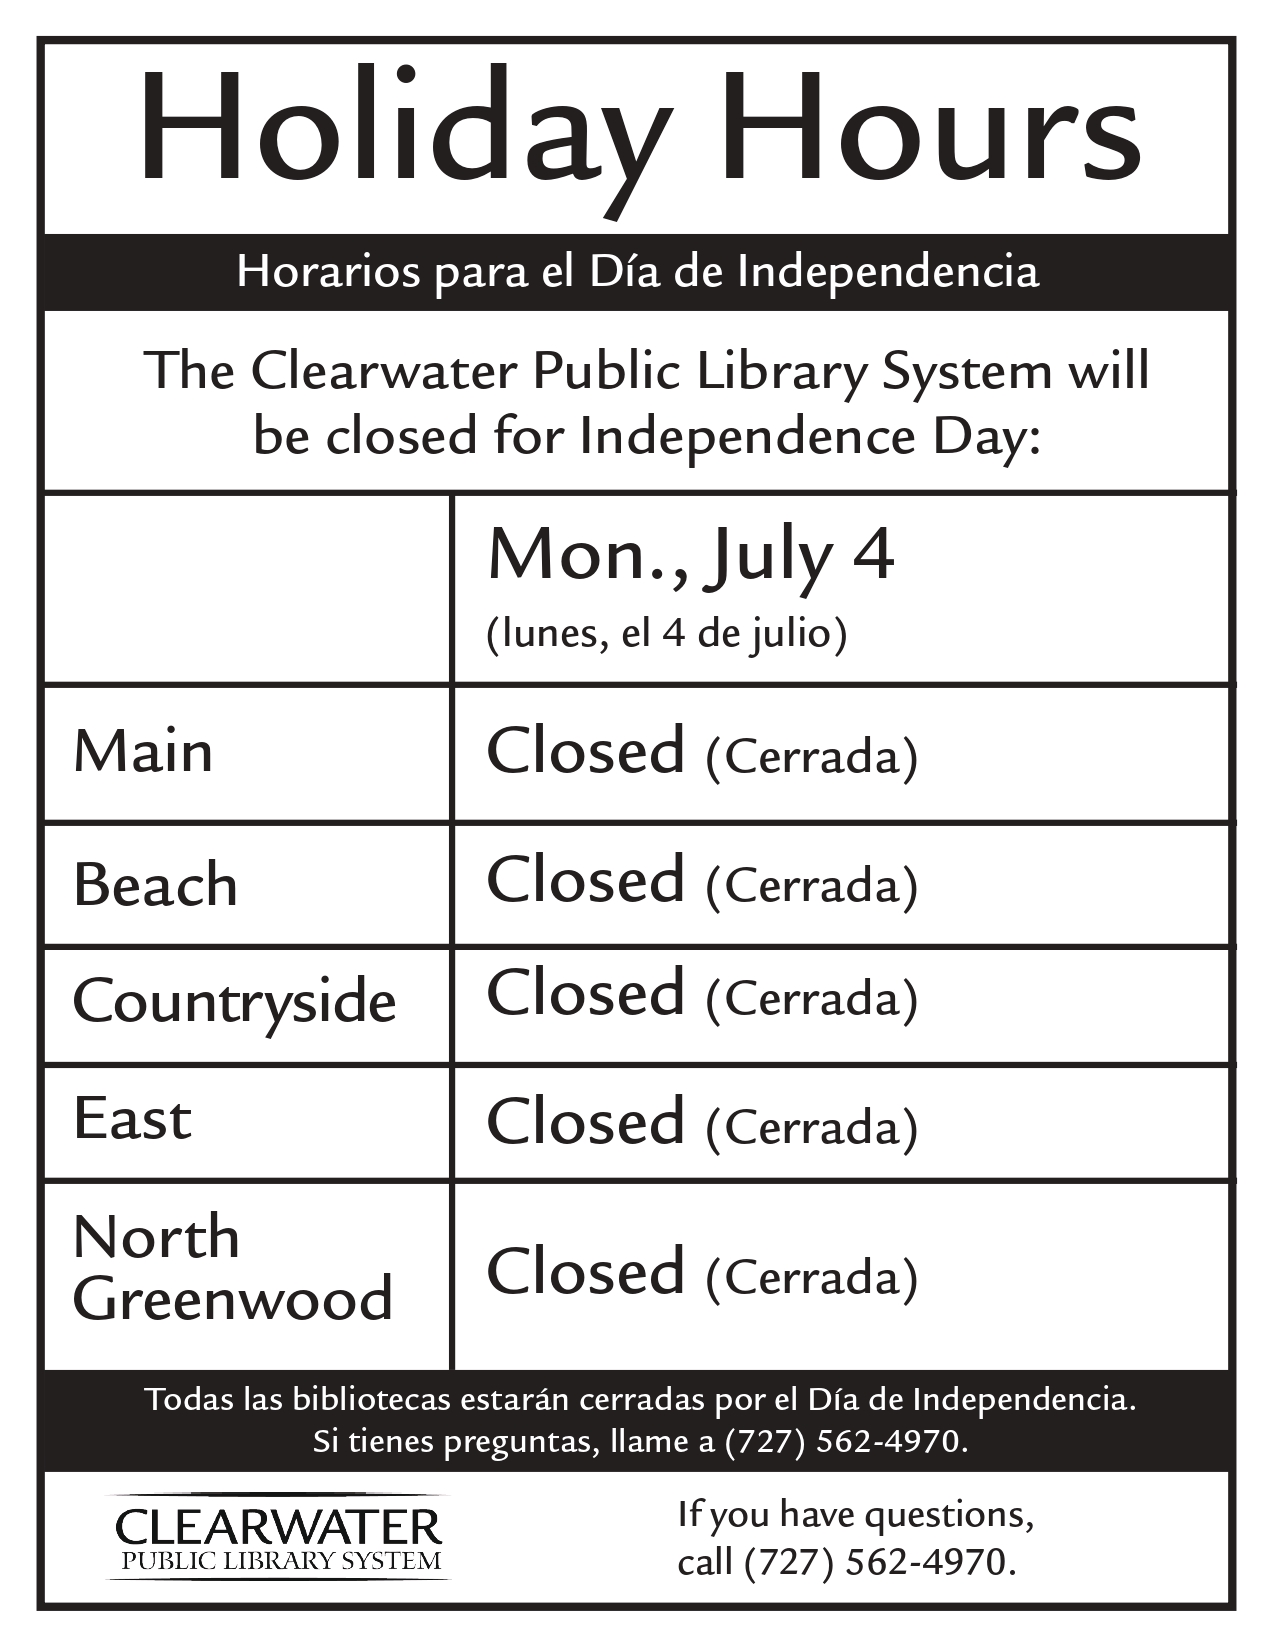 Holiday Hours
Horarios para el Día de Independencia
The Clearwater Public Library System will
be closed for Independence Day:
Mon., July 4
(lunes, el 4 de julio)
Main
Closed (Cerrada)
Beach
Closed (Cerrada)
Countryside
Closed (Cerrada)
East
Closed (Cerrada)
North
Greenwood
Closed (Cerrada)
Todas las bibliotecas estarán cerradas por el Día de Independencia.
Si tienes preguntas, llame a (727) 562-4970.
CLEARWATER
PUBLIC LIBRARY SYSTEM
If you have questions,
call (727) 562-4970.